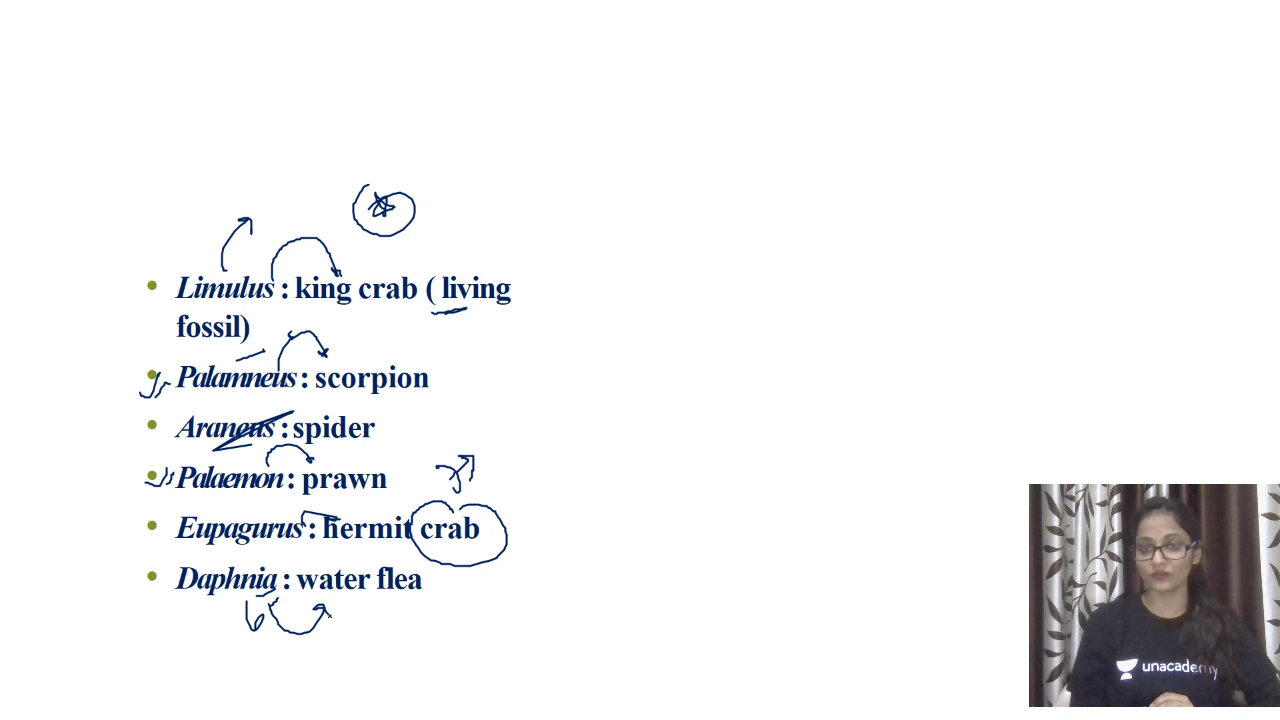 Limulus : king crab ( living
fossil)
Palamneus : scorpion
Araneus : spider
Palaemon : prawn
Eupagurus : hermit crab
Daphnia : water flea
unacademy